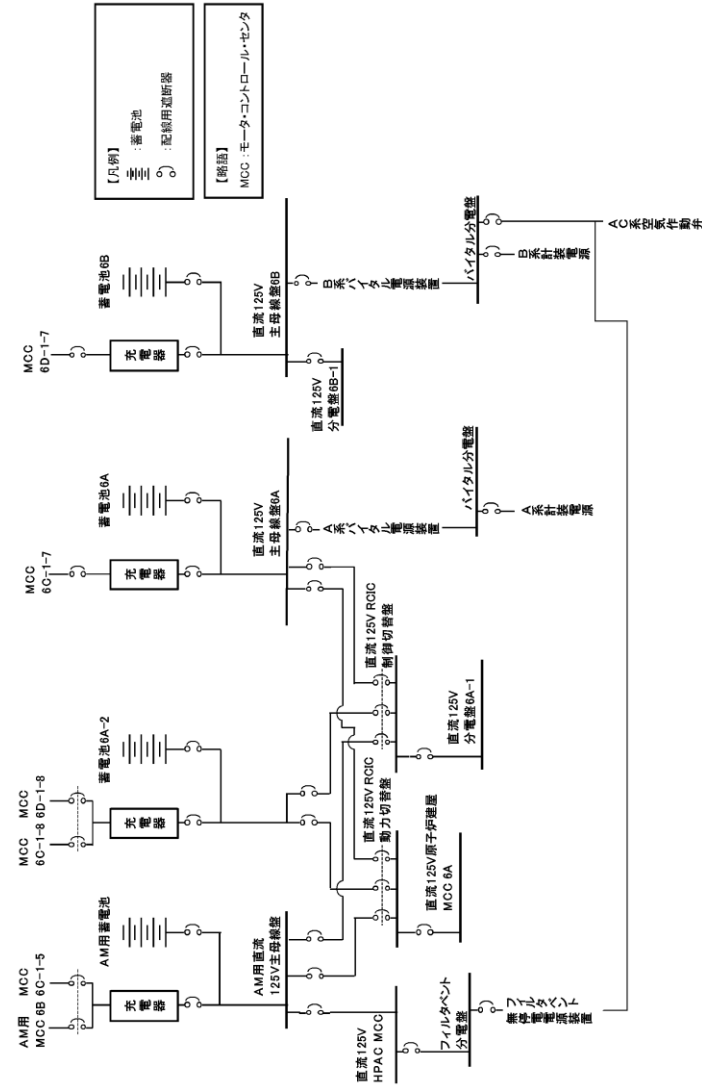 【凡例】
:蓄電池
:配線用遮断器
【略語】
MCC :モータ・コントロール・センタ
AM用
MCC 6B
MCC
6C-1-5
充電器
AM用蓄電池
AM用直流
125V主母線盤
直流125V
HPAC MCC
フィルタベント
分電盤
フィルタベント
無停電電源装置
MCC
6C-1-8
MCC
6D-1-8
充電器
蓄電池6A-2
直流125V RCIC
動力切替盤
直流125V原子炉建屋
MCC 6A
直流125V RCIC
制御切替盤
直流125V
分電盤6A-1
MCC
6C-1-7
充電器
蓄電池6A
直流125V
主母線盤6A
A系バイタル電源装置
バイタル分電盤
A系計装電源
MCC
6D-1-7
充電器
蓄電池6B
直流125V
主母線盤6B
直流125V
分電盤6B-1
B系バイタル電源装置
バイタル分電盤
B系計装電源
AC系空気作動弁